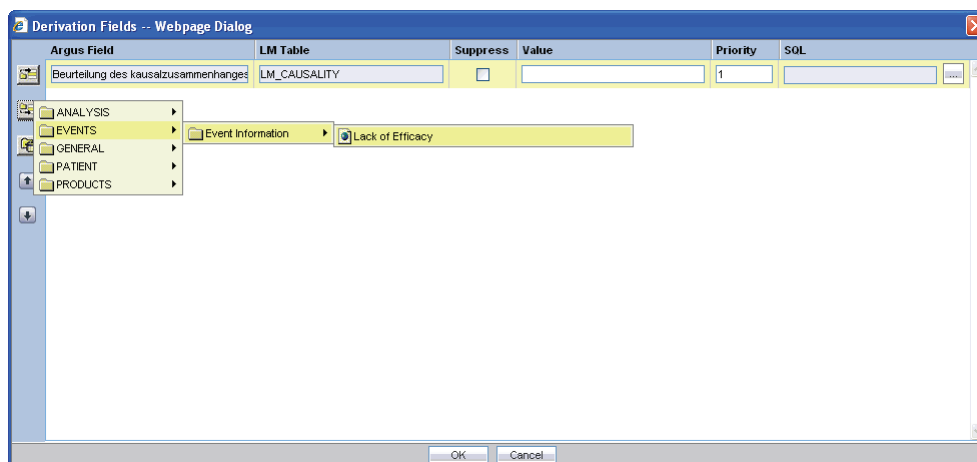 Derivation Fields -- Webpage Dialog
Argus Field LM Table Suppress Value Priority SQL
Beurteilung des kausalzusammenhanges LM_CAUSALITY 1 ....
ANALYSIS
EVENTS Event Information Lack of Efficacy
GENERAL
PATIENT
PRODUCTS
OK Cancel